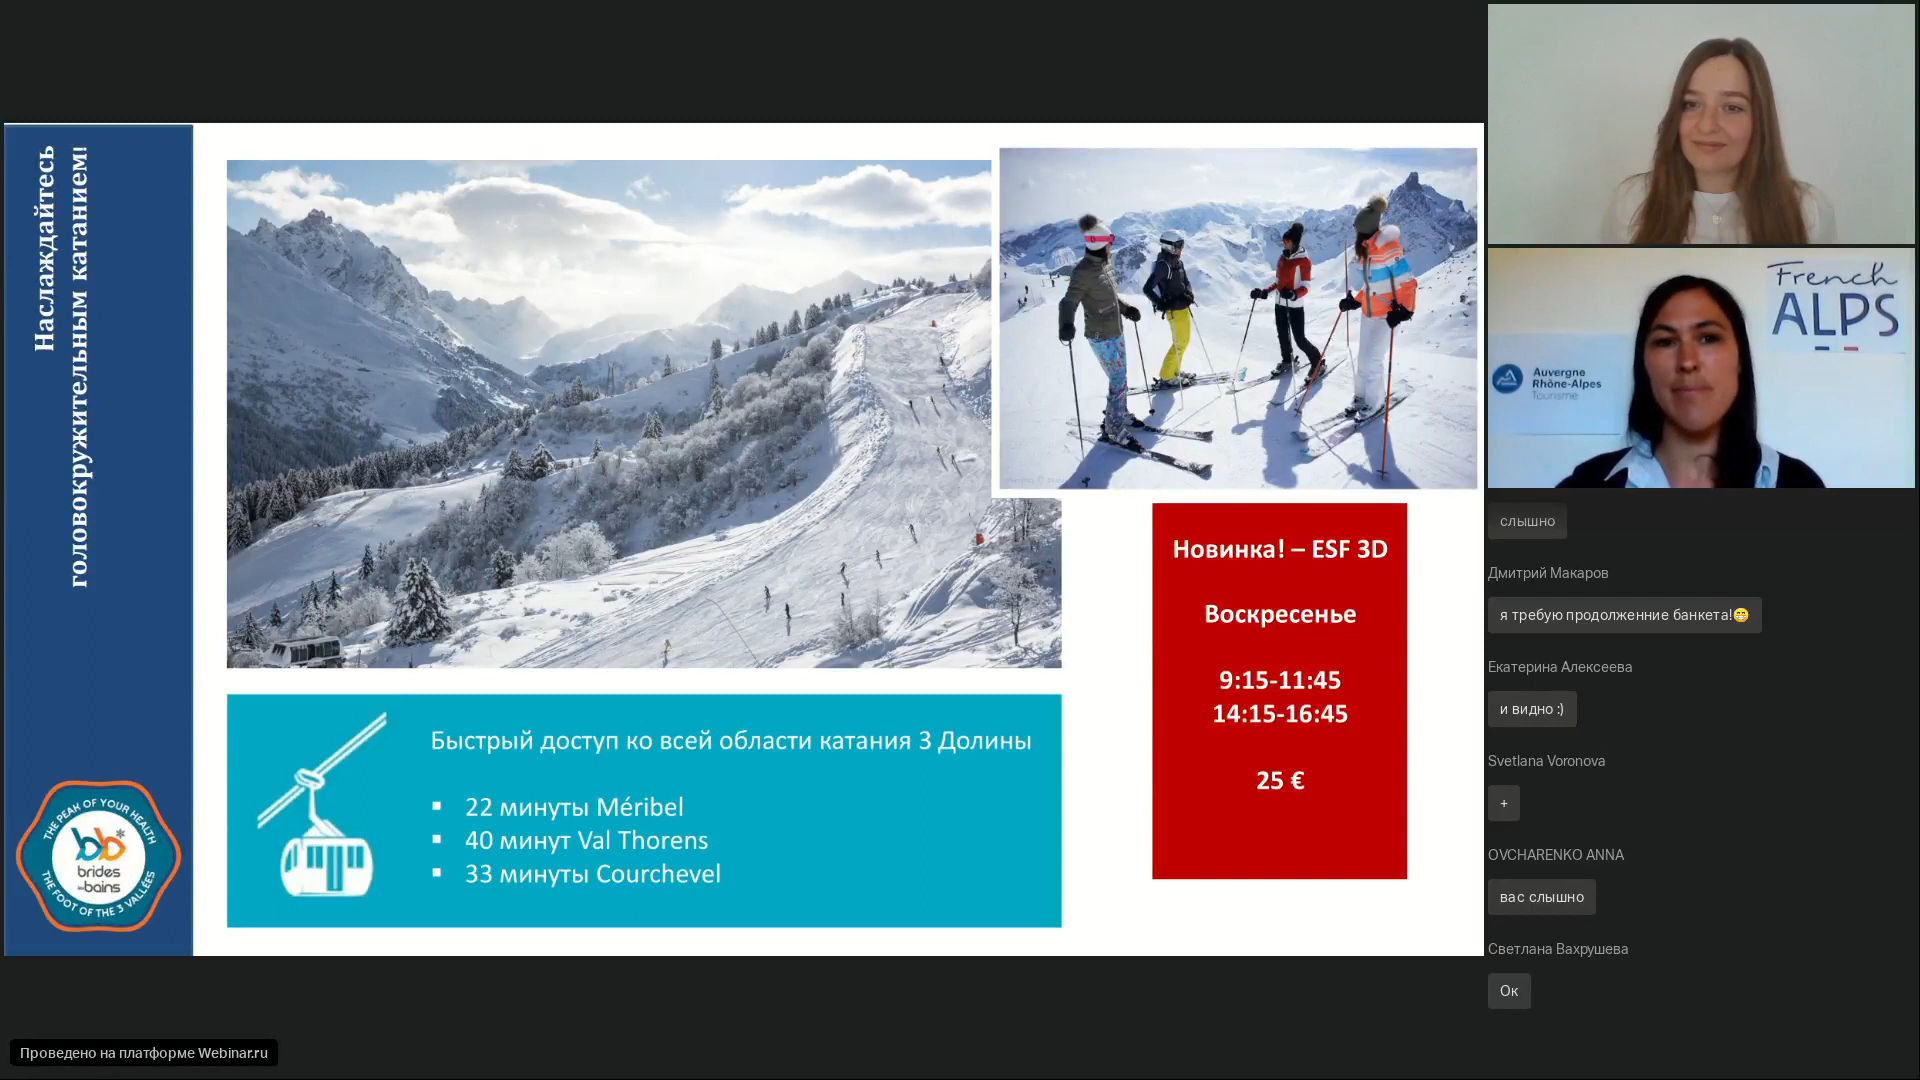 Наслаждайтесь
головокружительным катанием!
THE PEAK OF YOUR HEALTH
bb*
brides
les bains
THE FOOT OF THE 3 VALLÉES
Новинка! – ESF 3D
Воскресенье
9:15-11:45
14:15-16:45
25 €
Быстрый доступ ко всей области катания 3 Долины
▪ 22 минуты Méribel
▪ 40 минут Val Thorens
▪ 33 минуты Courchevel
French
ALPS
Auvergne
Rhône-Alpes
Tourisme
слышно
Дмитрий Макаров
я требую продолженние банкета!😁
Екатерина Алексеева
и видно :)
Svetlana Voronova
+
OVCHARENKO ANNA
вас слышно
Светлана Вахрушева
Ок
Проведено на платформе Webinar.ru